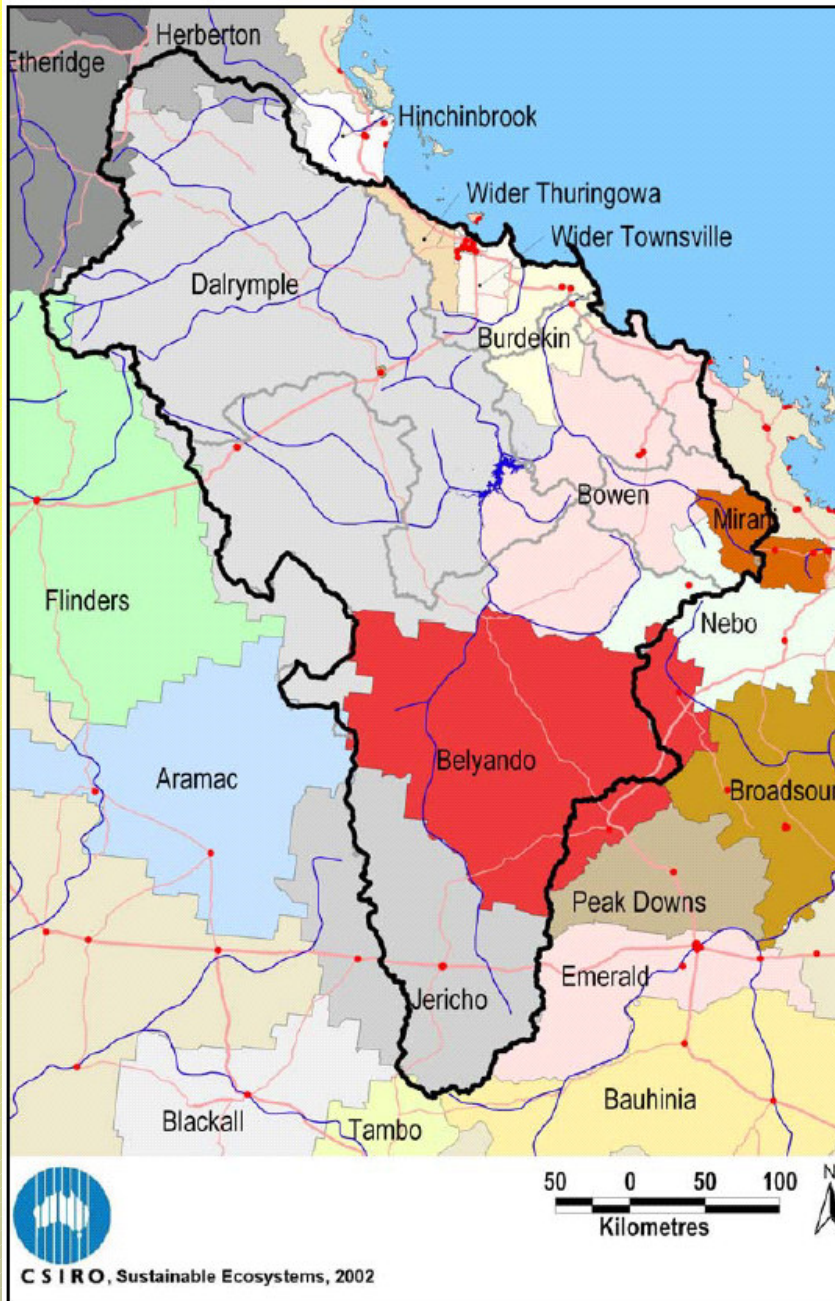 Herberton
Etheridge
Hinchinbrook
Wider Thuringowa
Wider Townsville
Dalrymple
Burdekin
Bowen
Mirani
Flinders
Nebo
Belyando
Aramac
Broadsoun
Peak Downs
Emerald
Jericho
Bauhinia
Blackall
Tambo
50 0 50 100
Kilometres
N
CSIRO, Sustainable Ecosystems, 2002